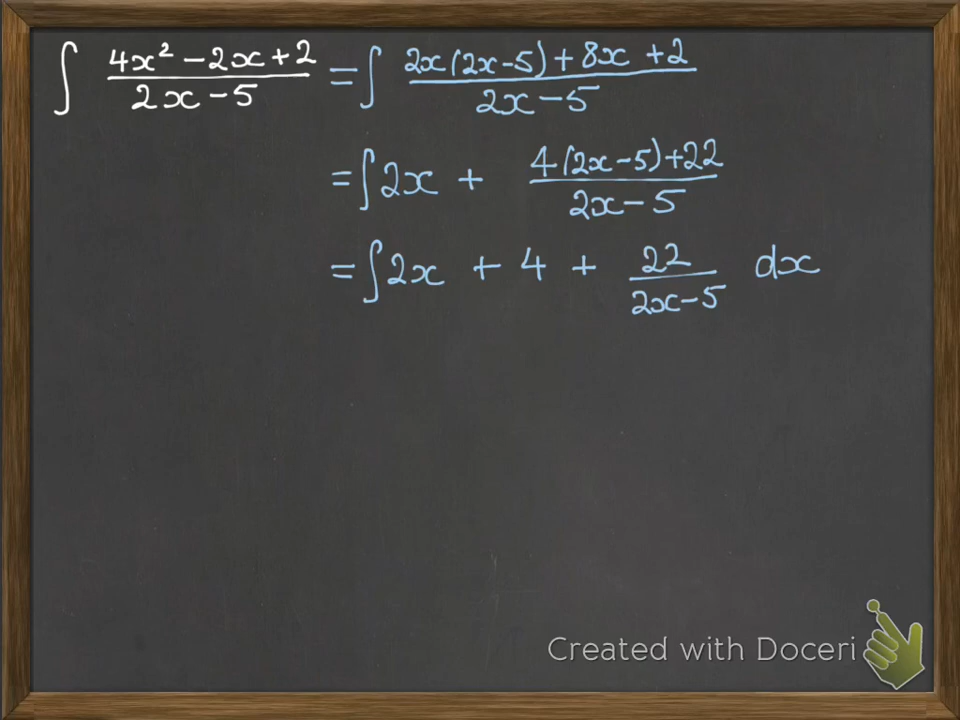 ∫ (4x² − 2x + 2)/(2x − 5) = ∫ (2x(2x−5) + 8x + 2)/(2x − 5)
= ∫ 2x + (4(2x−5) + 22)/(2x − 5)
= ∫ 2x + 4 + 22/(2x−5) dx
Created with Doceri